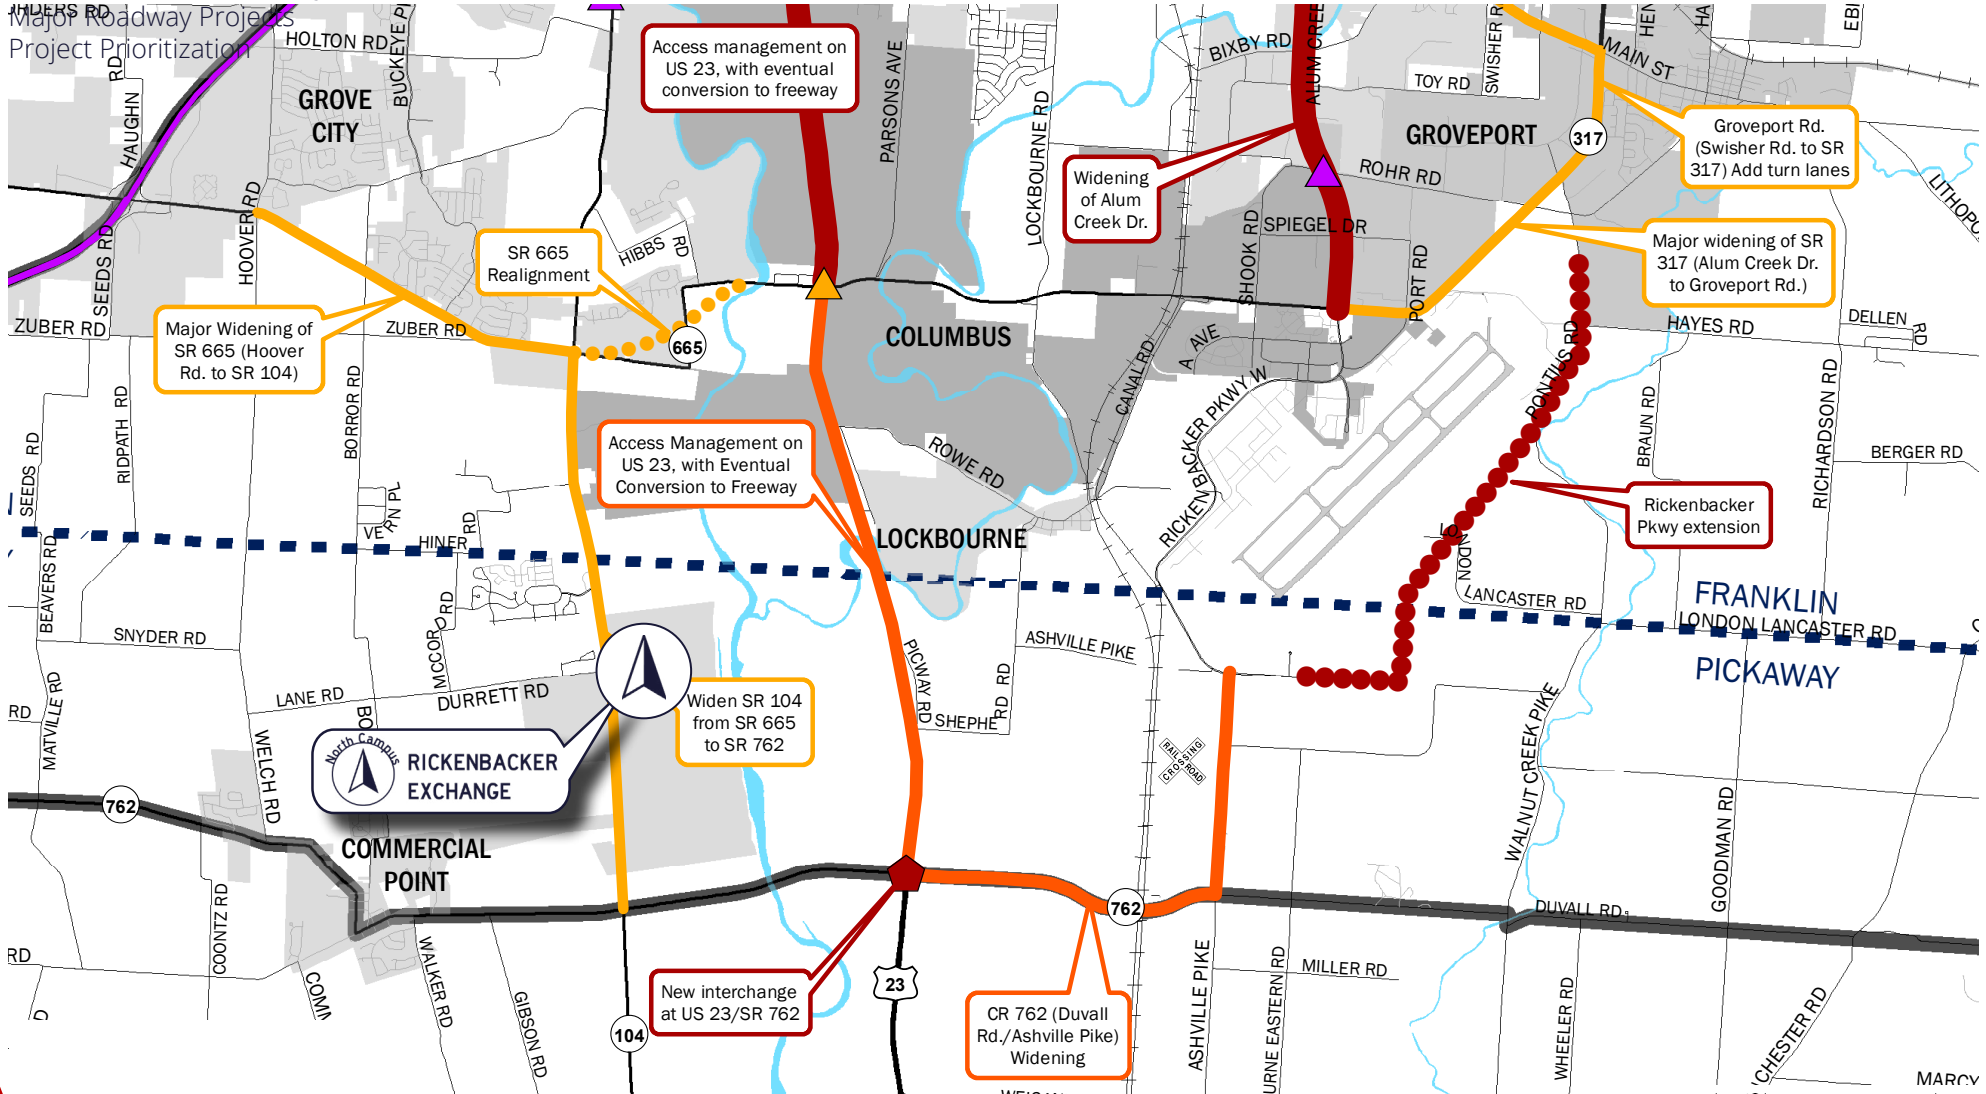 Major Roadway Projects
Project Prioritization
HOLTON RD
HAUGHN
RD
GROVE
CITY
Access management on
US 23, with eventual
conversion to freeway
PARSONS AVE
LOCKBOURNE RD
BIXBY RD
TOY RD
MAIN ST
GROVEPORT
317
Groveport Rd.
(Swisher Rd. to SR
317) Add turn lanes
Widening
of Alum
Creek Dr.
ROHR RD
SPIEGEL DR
SHOOK RD
PORT RD
Major widening of SR
317 (Alum Creek Dr.
to Groveport Rd.)
HOOVER RD
SEEDS RD
HIBBS
RD
SR 665
Realignment
Major Widening of
SR 665 (Hoover
Rd. to SR 104)
ZUBER RD
ZUBER RD
665
COLUMBUS
A AVE
CANAL RD
RICKENBACKER PKWY W
PONTIUS RD
HAYES RD
DELLEN
RD
BRAUN RD
RICHARDSON RD
BERGER RD
SEEDS RD
RIDPATH RD
BORROR RD
Access Management on
US 23, with Eventual
Conversion to Freeway
ROWE RD
Rickenbacker
Pkwy extension
VERN PL
HINER
RD
LOCKBOURNE
LONDON
LANCASTER RD
FRANKLIN
LONDON LANCASTER RD
PICKAWAY
BEAVERS RD
SNYDER RD
MCCORD RD
ASHVILLE PIKE
PICWAY RD
RD
SHEPHERD RD
LANE RD
DURRETT RD
MATVILLE RD
RD
WELCH RD
Widen SR 104
from SR 665
to SR 762
North Campus
RICKENBACKER
EXCHANGE
RAILROAD
CROSSING
WALNUT CREEK PIKE
GOODMAN RD
762
COMMERCIAL
POINT
762
DUVALL RD
COONTZ RD
RD
WALKER RD
GIBSON RD
104
New interchange
at US 23/SR 762
23
CR 762 (Duvall
Rd./Ashville Pike)
Widening
ASHVILLE PIKE
MILLER RD
WHEELER RD